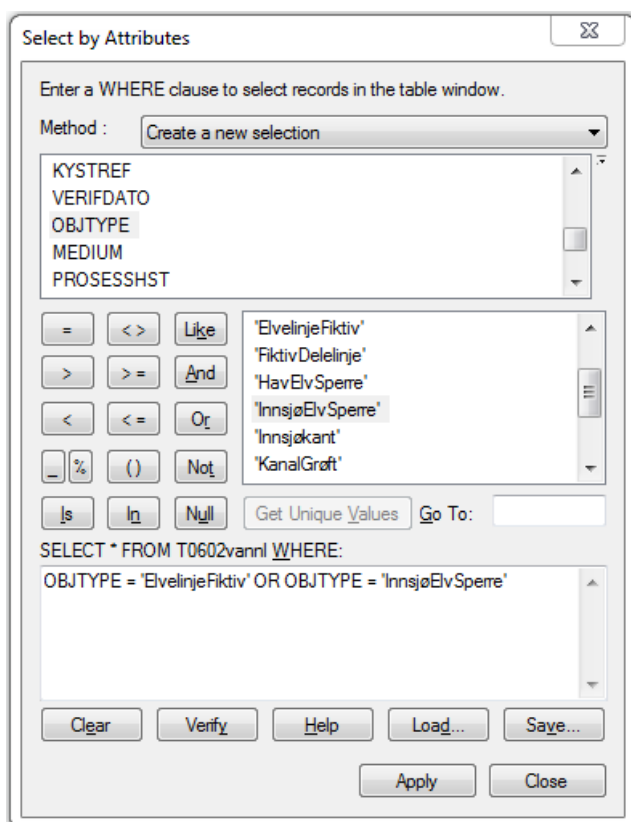 Select by Attributes
Enter a WHERE clause to select records in the table window.
Method : Create a new selection
KYSTREF
VERIFDATO
OBJTYPE
MEDIUM
PROSESSHST
= < > Like
> > = And
< < = Or
_ % ( ) Not
Is In Null
'ElvelinjeFiktiv'
'FiktivDelelinje'
'HavElvSperre'
'InnsjøElvSperre'
'Innsjøkant'
'KanalGrøft'
Get Unique Values Go To:
SELECT * FROM T0602vannl WHERE:
OBJTYPE = 'ElvelinjeFiktiv' OR OBJTYPE = 'InnsjøElvSperre'
Clear Verify Help Load... Save...
Apply Close